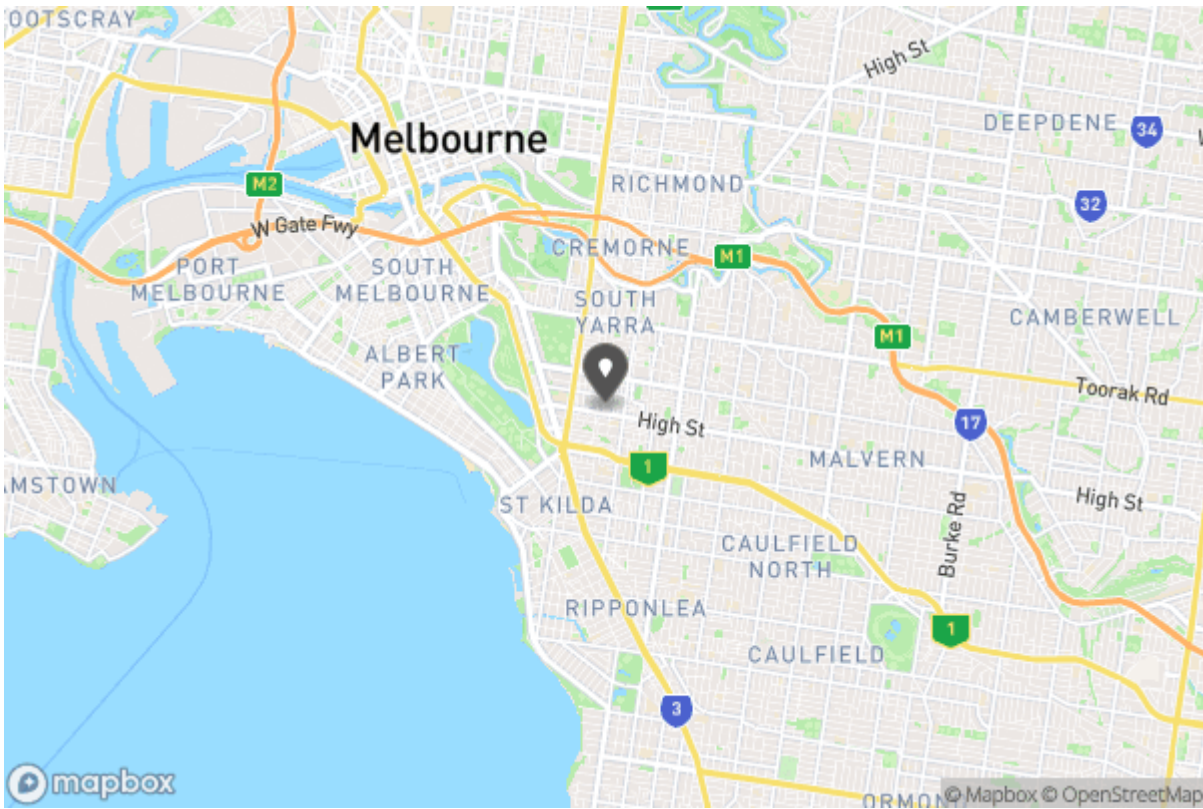 OOTSCRAY
High St
Melbourne
DEEPDENE
34
M2
RICHMOND
32
W Gate Fwy
CREMORNE
M1
PORT
MELBOURNE
SOUTH
MELBOURNE
SOUTH
YARRA
CAMBERWELL
M1
ALBERT
PARK
Toorak Rd
High St
17
MALVERN
1
AMSTOWN
ST KILDA
High St
Burke Rd
CAULFIELD
NORTH
RIPPONLEA
1
CAULFIELD
3
mapbox
ORMON
© Mapbox © OpenStreetMap